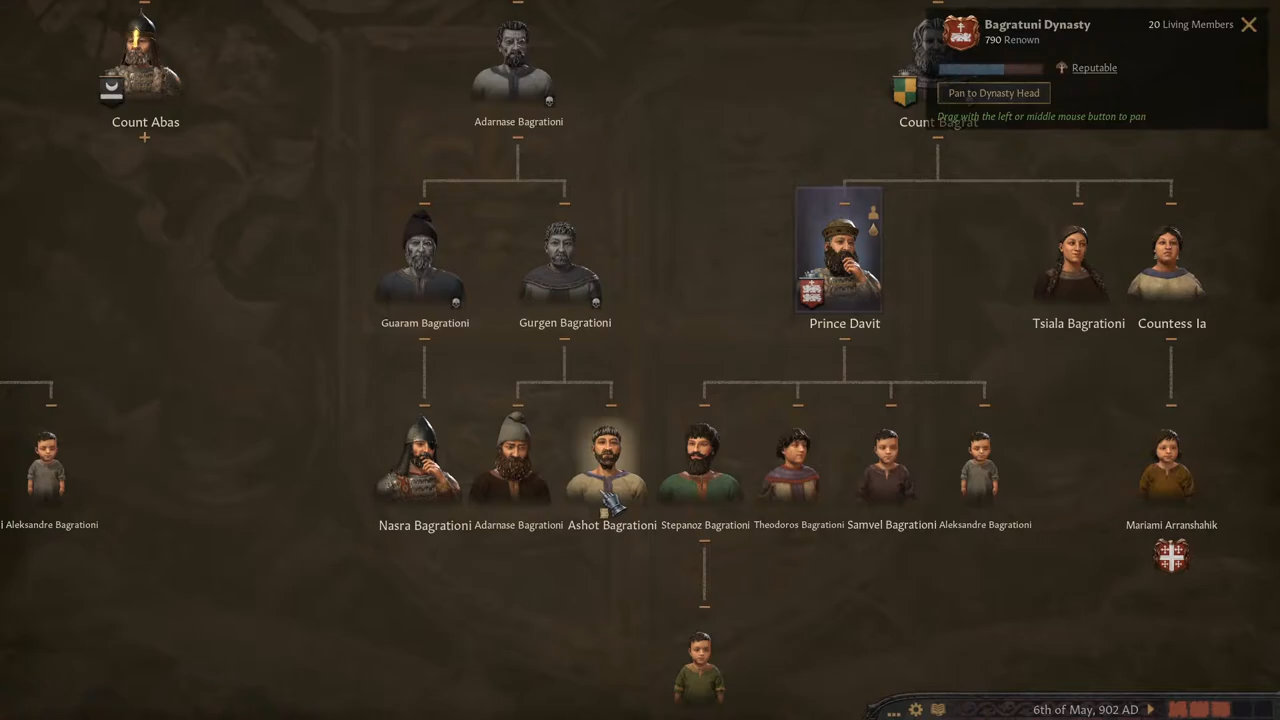 Bagratuni Dynasty
20 Living Members
790 Renown
Reputable
Pan to Dynasty Head
Drag with the left or middle mouse button to pan
Count Abas
Adarnase Bagrationi
Count Bagrat
Guaram Bagrationi
Gurgen Bagrationi
Prince Davit
Tsiala Bagrationi
Countess Ia
i Aleksandre Bagrationi
Nasra Bagrationi
Adarnase Bagrationi
Ashot Bagrationi
Stepanoz Bagrationi
Theodoros Bagrationi
Samvel Bagrationi
Aleksandre Bagrationi
Mariami Arranshahik
6th of May, 902 AD